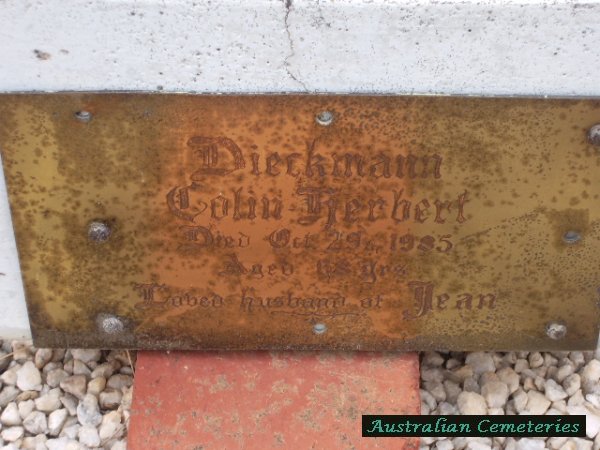 Dieckmann
Colin Herbert
Died Oct 29, 1985
Aged 68 yrs
Loved husband of Jean
Australian Cemeteries